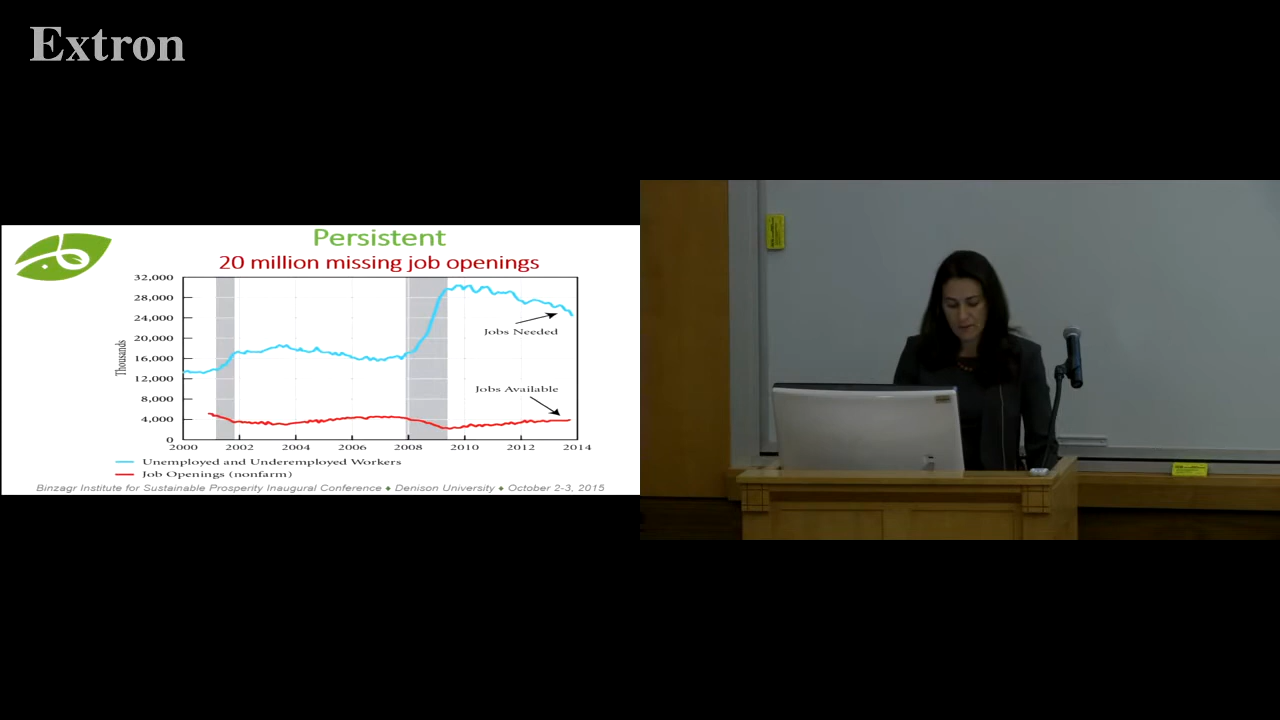 Extron
Persistent
20 million missing job openings
32,000
28,000
24,000
20,000
16,000
12,000
8,000
4,000
0
Thousands
Jobs Needed
Jobs Available
2000 2002 2004 2006 2008 2010 2012 2014
Unemployed and Underemployed Workers
Job Openings (nonfarm)
Binzagr Institute for Sustainable Prosperity Inaugural Conference ♦ Denison University ♦ October 2-3, 2015